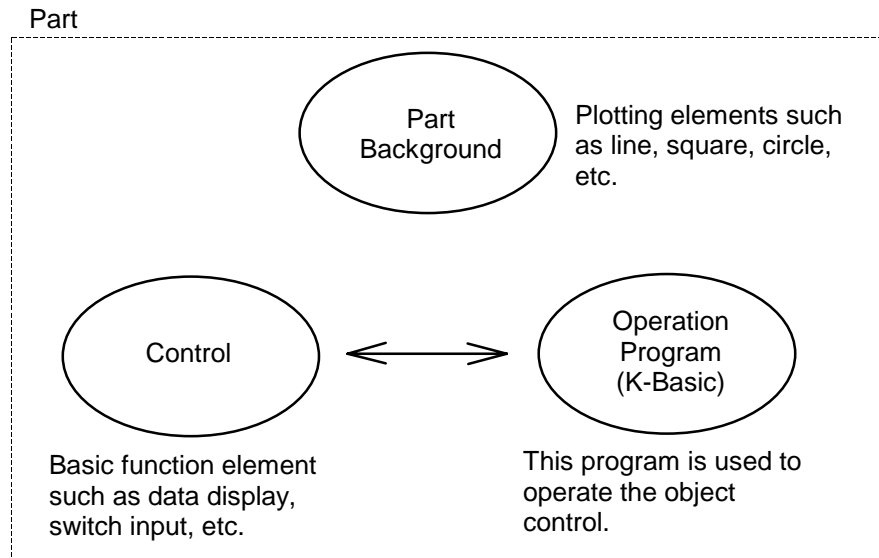 Part
Part
Background
Plotting elements such
as line, square, circle,
etc.
Control
Operation
Program
(K-Basic)
Basic function element
such as data display,
switch input, etc.
This program is used to
operate the object
control.